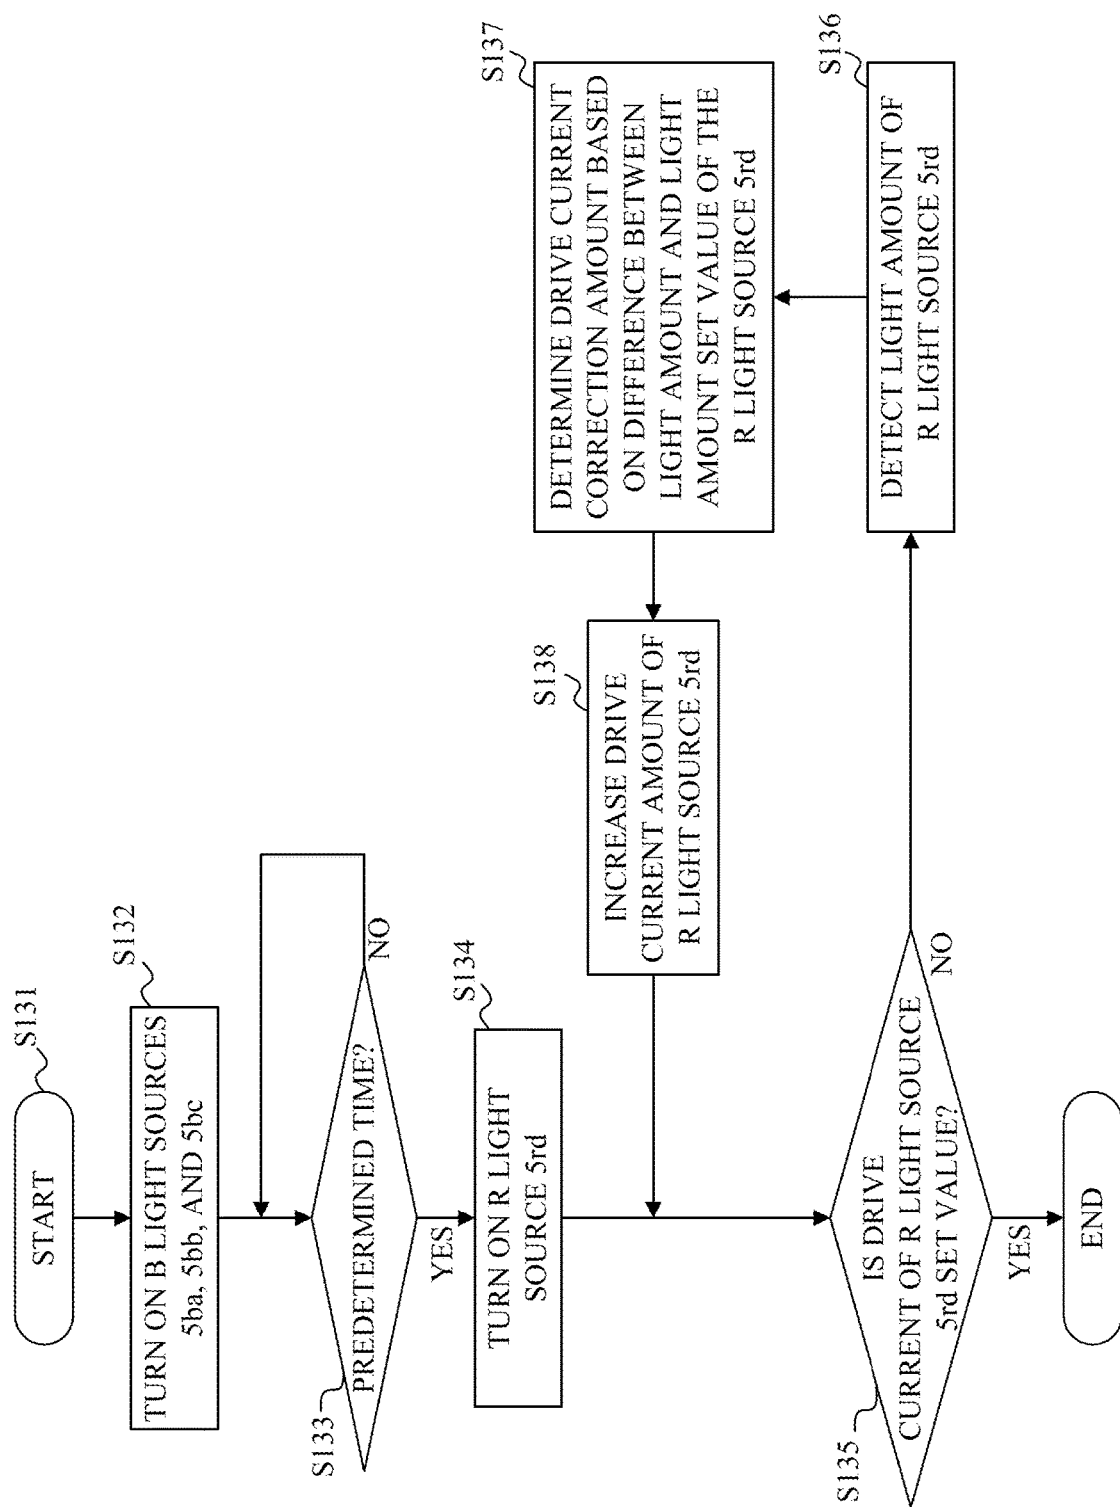 S131
START
S132
TURN ON B LIGHT SOURCES
5ba, 5bb, AND 5bc
S133
PREDETERMINED TIME?
NO
YES
S134
TURN ON R LIGHT
SOURCE 5rd
S135
IS DRIVE
CURRENT OF R LIGHT SOURCE
5rd SET VALUE?
NO
YES
END
S136
DETECT LIGHT AMOUNT OF
R LIGHT SOURCE 5rd
S137
DETERMINE DRIVE CURRENT
CORRECTION AMOUNT BASED
ON DIFFERENCE BETWEEN
LIGHT AMOUNT AND LIGHT
AMOUNT SET VALUE OF THE
R LIGHT SOURCE 5rd
S138
INCREASE DRIVE
CURRENT AMOUNT OF
R LIGHT SOURCE 5rd